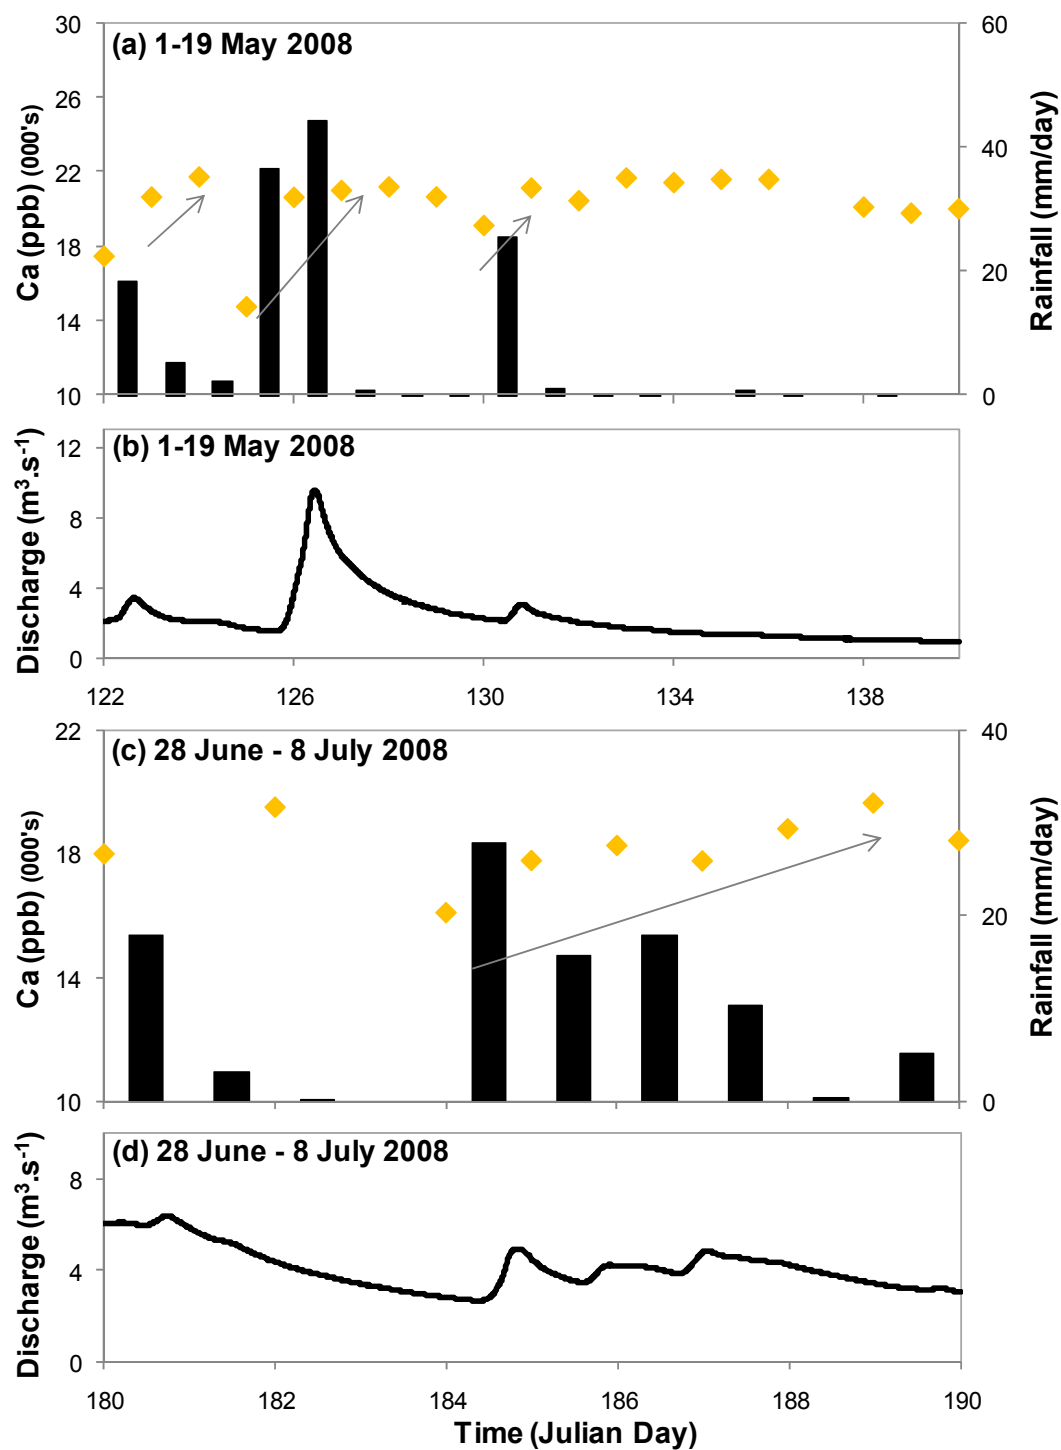 (a) 1-19 May 2008
Ca (ppb) (000's)
30
26
22
18
14
10
Rainfall (mm/day)
60
40
20
0
(b) 1-19 May 2008
Discharge (m³.s⁻¹)
12
8
4
0
122 126 130 134 138
(c) 28 June - 8 July 2008
Ca (ppb) (000's)
22
18
14
10
Rainfall (mm/day)
40
20
0
(d) 28 June - 8 July 2008
Discharge (m³.s⁻¹)
8
4
0
180 182 184 186 188 190
Time (Julian Day)